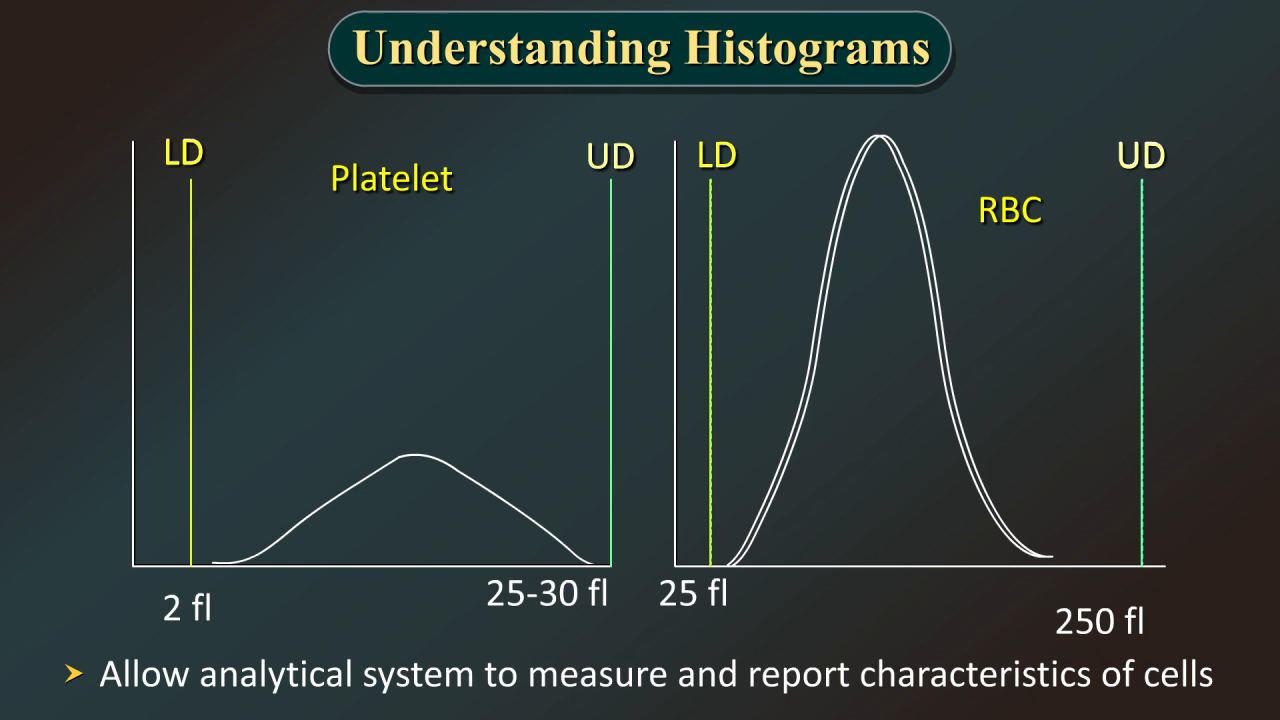 Understanding Histograms
LD
Platelet
UD
LD
RBC
UD
2 fl
25-30 fl
25 fl
250 fl
Allow analytical system to measure and report characteristics of cells